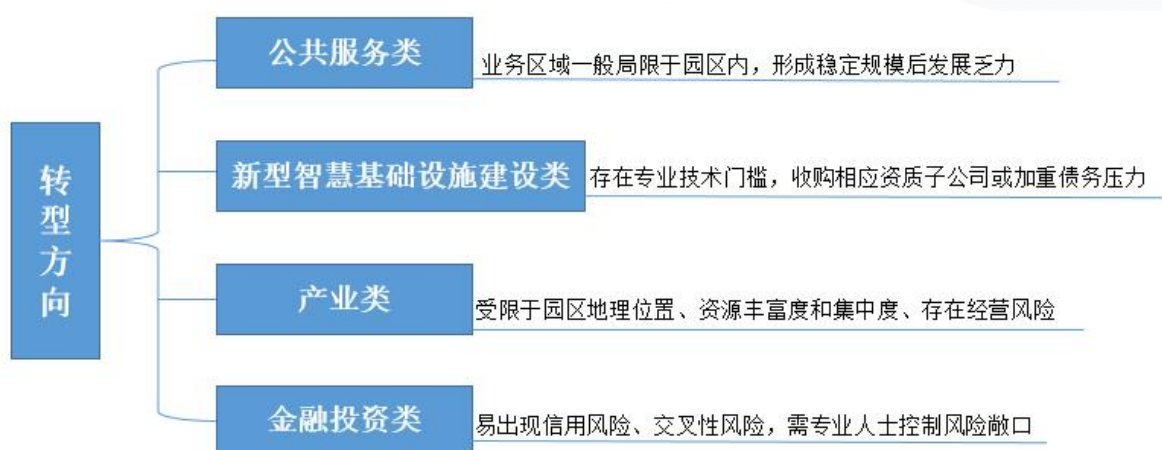 转型方向
公共服务类
业务区域一般局限于园区内，形成稳定规模后发展乏力
新型智慧基础设施建设类
存在专业技术门槛，收购相应资质子公司或加重债务压力
产业类
受限于园区地理位置、资源丰富度和集中度、存在经营风险
金融投资类
易出现信用风险、交叉性风险，需专业人士控制风险敞口